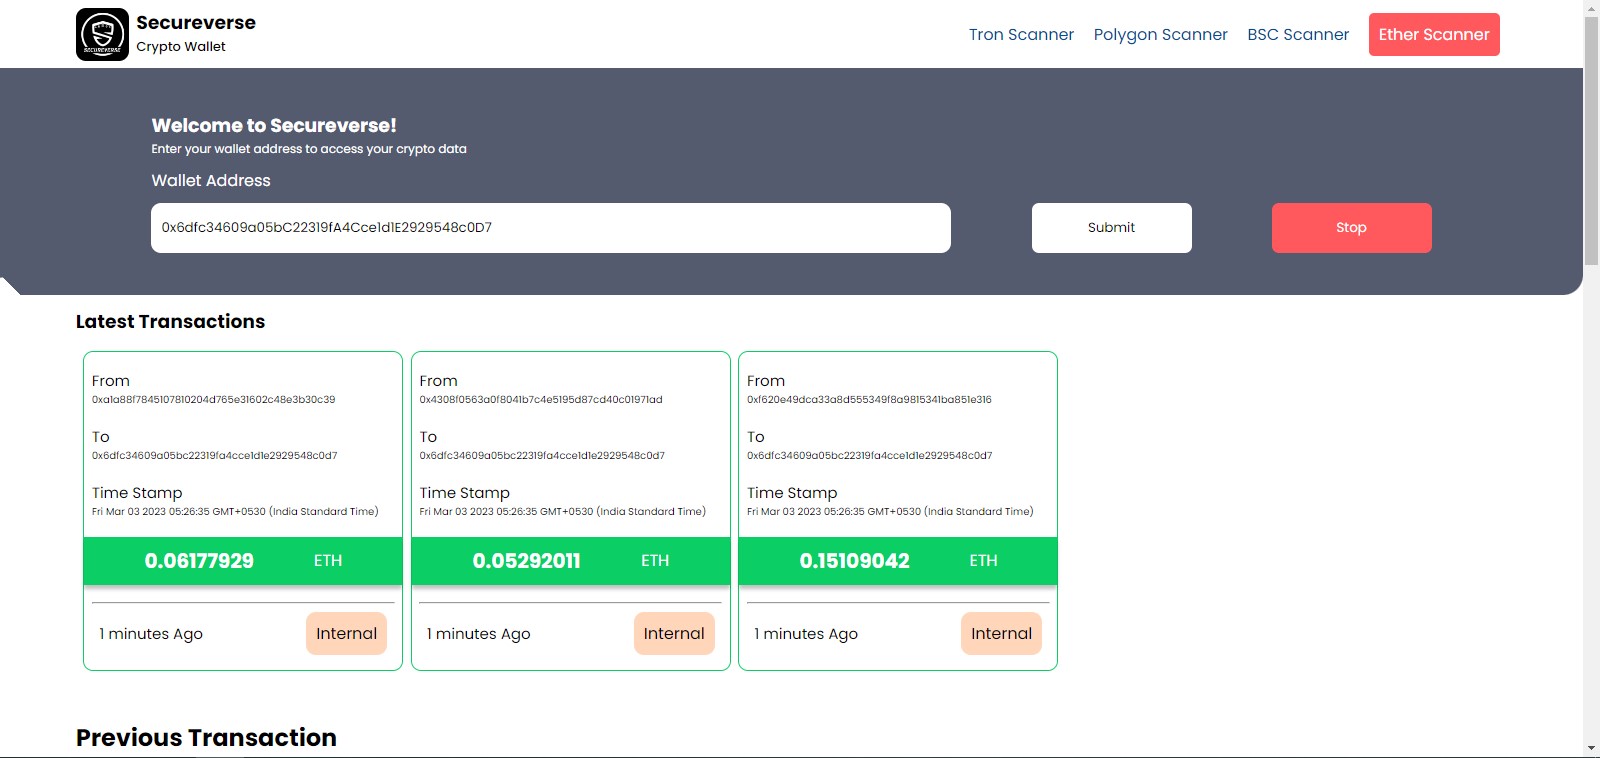 SECUREVERSE
Secureverse
Crypto Wallet
Tron Scanner
Polygon Scanner
BSC Scanner
Ether Scanner
Welcome to Secureverse!
Enter your wallet address to access your crypto data
Wallet Address
0x6dfc34609a05bC22319fA4Cce1d1E2929548c0D7
Submit
Stop
Latest Transactions
From
0xa1a88f7845107810204d765e31602c48e3b30c39
To
0x6dfc34609a05bc22319fa4cce1d1e2929548c0d7
Time Stamp
Fri Mar 03 2023 05:26:35 GMT+0530 (India Standard Time)
0.06177929 ETH
1 minutes Ago
Internal
From
0x4308f0563a0f8041b7c4e5195d87cd40c01971ad
To
0x6dfc34609a05bc22319fa4cce1d1e2929548c0d7
Time Stamp
Fri Mar 03 2023 05:26:35 GMT+0530 (India Standard Time)
0.05292011 ETH
1 minutes Ago
Internal
From
0xf620e49dca33a8d555349f8a9815341ba851e316
To
0x6dfc34609a05bc22319fa4cce1d1e2929548c0d7
Time Stamp
Fri Mar 03 2023 05:26:35 GMT+0530 (India Standard Time)
0.15109042 ETH
1 minutes Ago
Internal
Previous Transaction